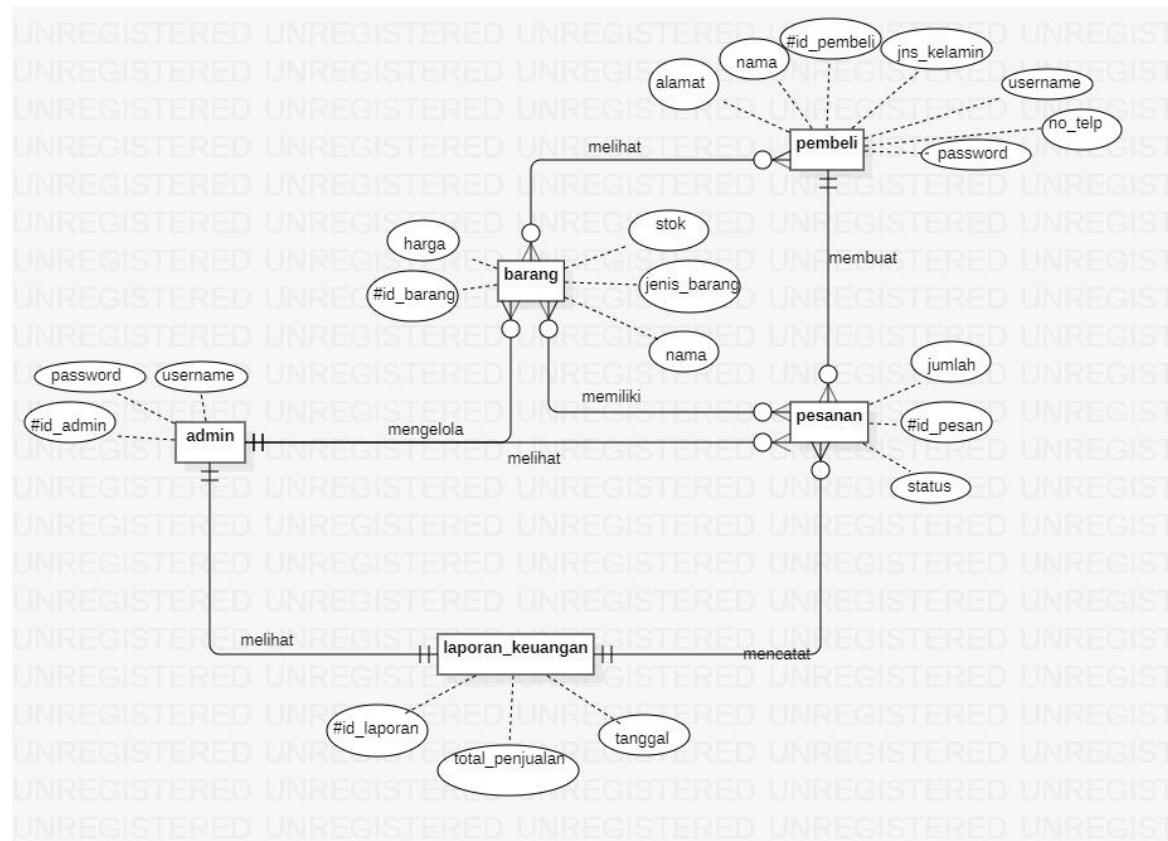 UNREGISTERED
#id_pembeli
nama
jns_kelamin
alamat
username
no_telp
pembeli
password
melihat
stok
harga
barang
membuat
jenis_barang
#id_barang
nama
jumlah
password
username
memiliki
pesanan
#id_admin
admin
mengelola
#id_pesan
melihat
status
melihat
laporan_keuangan
mencatat
#id_laporan
tanggal
total_penjualan